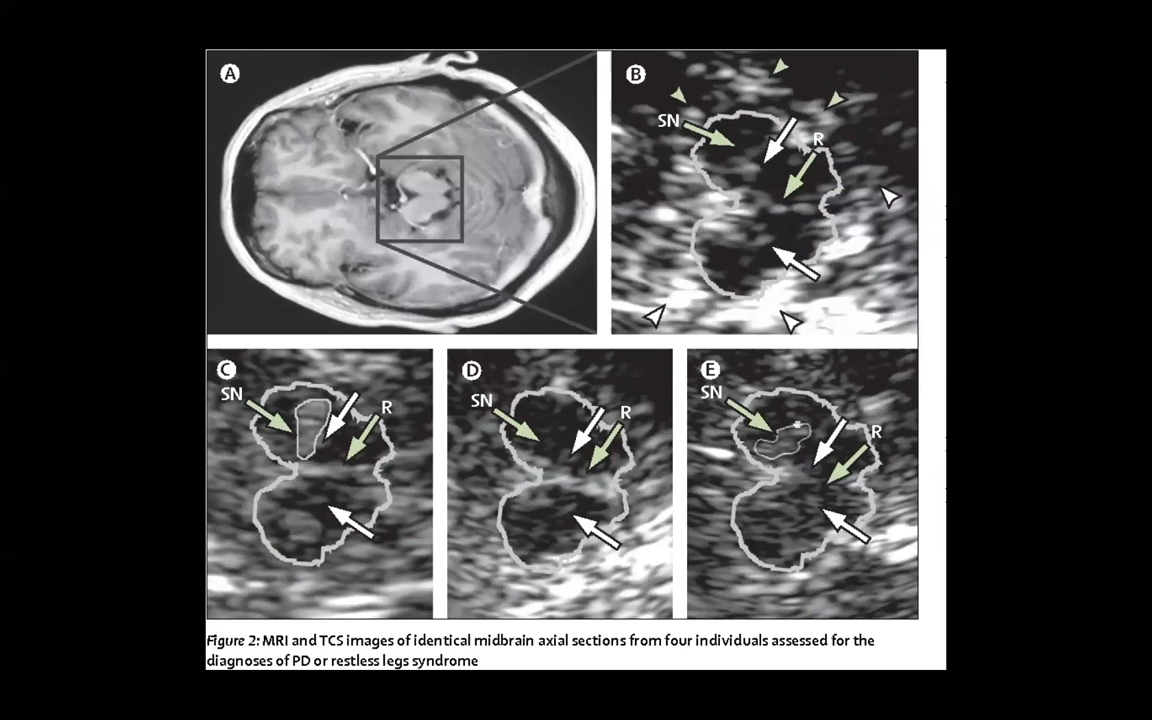 A
B
SN
R
C
SN
R
D
SN
R
E
SN
R
Figure 2: MRI and TCS images of identical midbrain axial sections from four individuals assessed for the
diagnoses of PD or restless legs syndrome